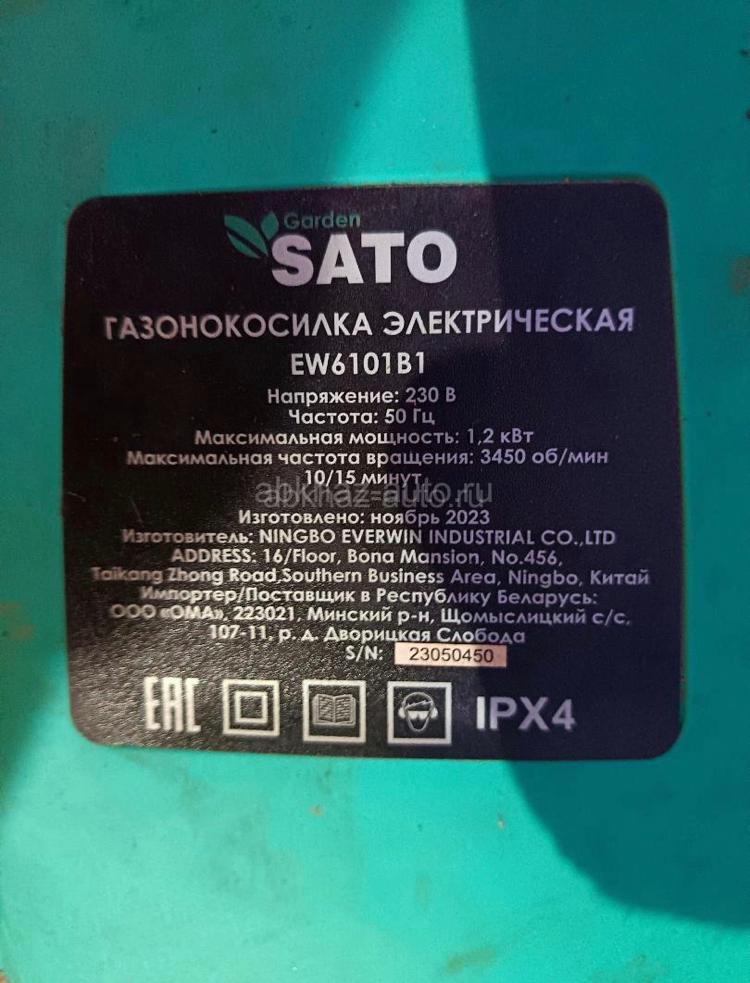 Garden
SATO
ГАЗОНОКОСИЛКА ЭЛЕКТРИЧЕСКАЯ
EW6101B1
Напряжение: 230 В
Частота: 50 Гц
Максимальная мощность: 1,2 кВт
Максимальная частота вращения: 3450 об/мин
10/15 минут
abkhaz-auto.ru
Изготовлено: ноябрь 2023
Изготовитель: NINGBO EVERWIN INDUSTRIAL CO.,LTD
ADDRESS: 16/Floor, Bona Mansion, No.456,
Taikang Zhong Road,Southern Business Area, Ningbo, Китай
Импортер/Поставщик в Республику Беларусь:
ООО «ОМА», 223021, Минский р-н, Щомыслицкий с/с,
107-11, р. д. Дворицкая Слобода
S/N: 23050450
EAC IPX4